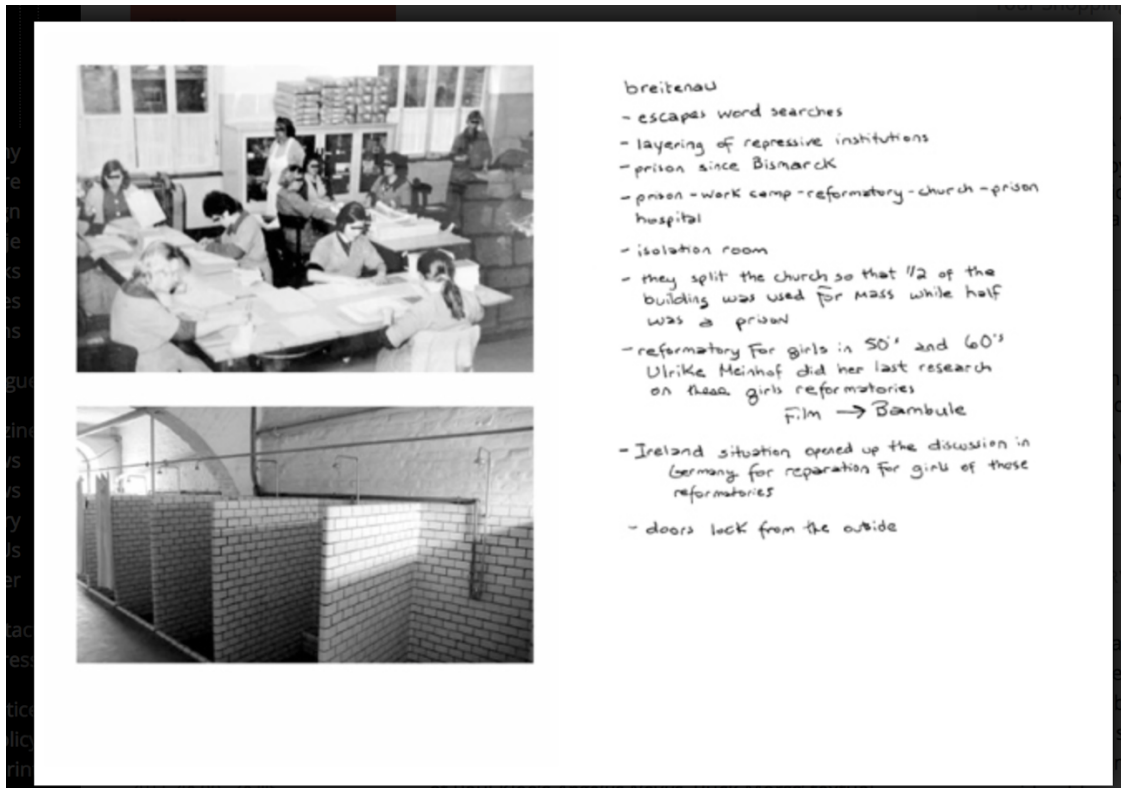 breitenau
- escapes word searches
- layering of repressive institutions
- prison since Bismarck
- prison - work camp - reformatory - church - prison
hospital
- isolation room
- they split the church so that 1/2 of the
building was used for mass while half
was a prison
- reformatory for girls in 50's and 60's
Ulrike Meinhof did her last research
on these girls reformatories
Film → Bambule
- Ireland situation opened up the discussion in
Germany for reparation for girls of those
reformatories
- doors lock from the outside